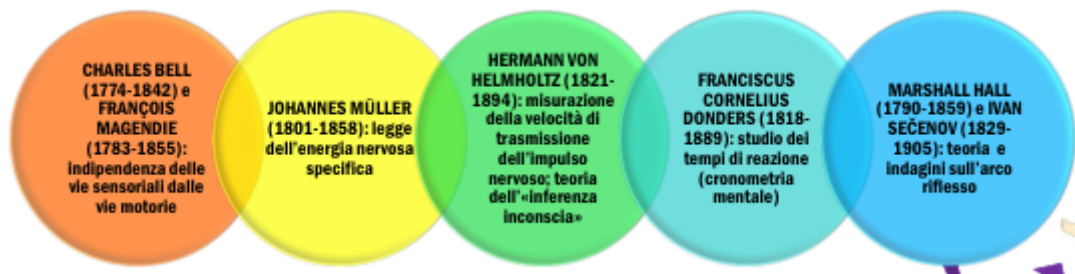 CHARLES BELL
(1774-1842) e
FRANÇOIS
MAGENDIE
(1783-1855):
indipendenza delle
vie sensoriali dalle
vie motorie
JOHANNES MÜLLER
(1801-1858): legge
dell'energia nervosa
specifica
HERMANN VON
HELMHOLTZ (1821-
1894): misurazione
della velocità di
trasmissione
dell'impulso
nervoso; teoria
dell'«inferenza
inconscia»
FRANCISCUS
CORNELIUS
DONDERS (1818-
1889): studio dei
tempi di reazione
(cronometria
mentale)
MARSHALL HALL
(1790-1859) e IVAN
SEČENOV (1829-
1905): teoria e
indagini sull'arco
riflesso